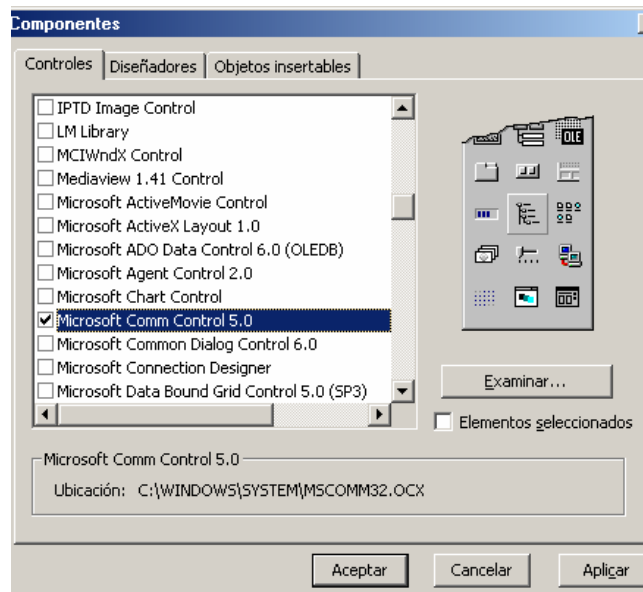 Componentes
Controles Diseñadores Objetos insertables
IPTD Image Control
LM Library
MCIWndX Control
Mediaview 1.41 Control
Microsoft ActiveMovie Control
Microsoft ActiveX Layout 1.0
Microsoft ADO Data Control 6.0 (OLEDB)
Microsoft Agent Control 2.0
Microsoft Chart Control
Microsoft Comm Control 5.0
Microsoft Common Dialog Control 6.0
Microsoft Connection Designer
Microsoft Data Bound Grid Control 5.0 (SP3)
OLE
Examinar...
Elementos seleccionados
Microsoft Comm Control 5.0
Ubicación: C:\WINDOWS\SYSTEM\MSCOMM32.OCX
Aceptar Cancelar Aplicar